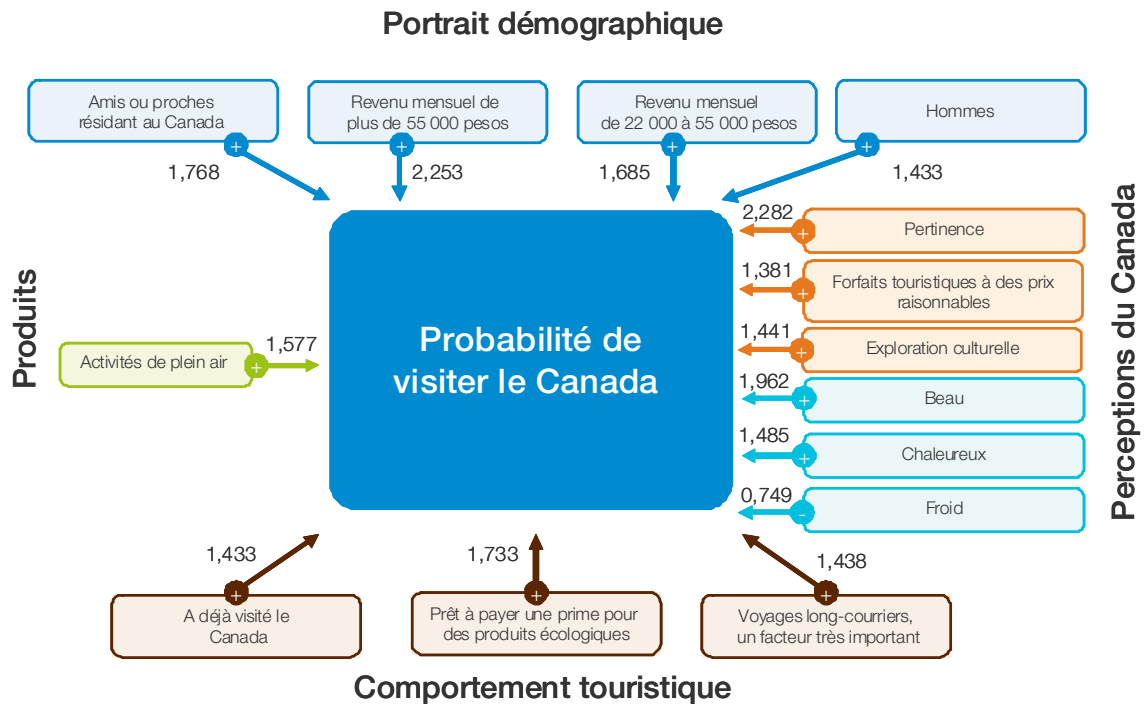 Portrait démographique
Amis ou proches
résidant au Canada
Revenu mensuel de
plus de 55 000 pesos
Revenu mensuel
de 22 000 à 55 000 pesos
Hommes
+
+
+
+
1,768
2,253
1,685
1,433
Produits
Activités de plein air
+
1,577
Probabilité de
visiter le Canada
Perceptions du Canada
2,282
+
Pertinence
1,381
+
Forfaits touristiques à des prix
raisonnables
1,441
+
Exploration culturelle
1,962
+
Beau
1,485
+
Chaleureux
0,749
-
Froid
1,433
1,733
1,438
+
+
+
A déjà visité le
Canada
Prêt à payer une prime pour
des produits écologiques
Voyages long-courriers,
un facteur très important
Comportement touristique